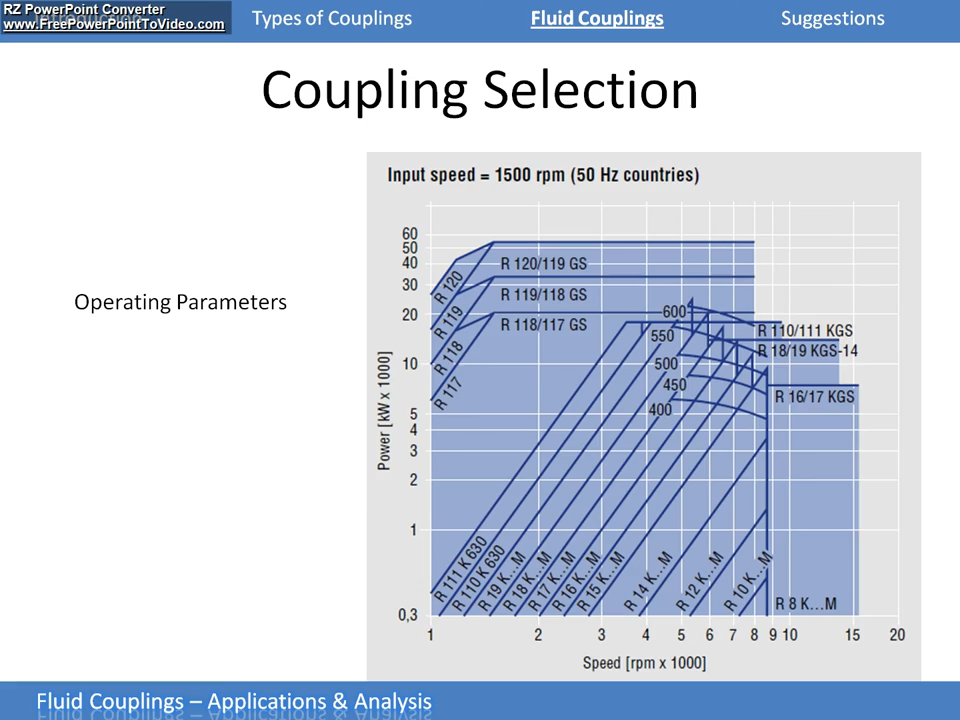 RZ PowerPoint Converter
www.FreePowerPointToVideo.com
Types of Couplings
Fluid Couplings
Suggestions
Coupling Selection
Operating Parameters
Input speed = 1500 rpm (50 Hz countries)
Power [kW x 1000]
60
50
40
30
20
10
5
4
3
2
1
0,3
R 120
R 119
R 118
R 117
R 120/119 GS
R 119/118 GS
R 118/117 GS
600
550
500
450
400
R 110/111 KGS
R 18/19 KGS-14
R 16/17 KGS
R 111 K 630
R 110 K 630
R 19 K...M
R 18 K...M
R 17 K...M
R 16 K...M
R 15 K...M
R 14 K...M
R 12 K...M
R 10 K...M
R 8 K...M
1 2 3 4 5 6 7 8 9 10 15 20
Speed [rpm x 1000]
Fluid Couplings – Applications & Analysis